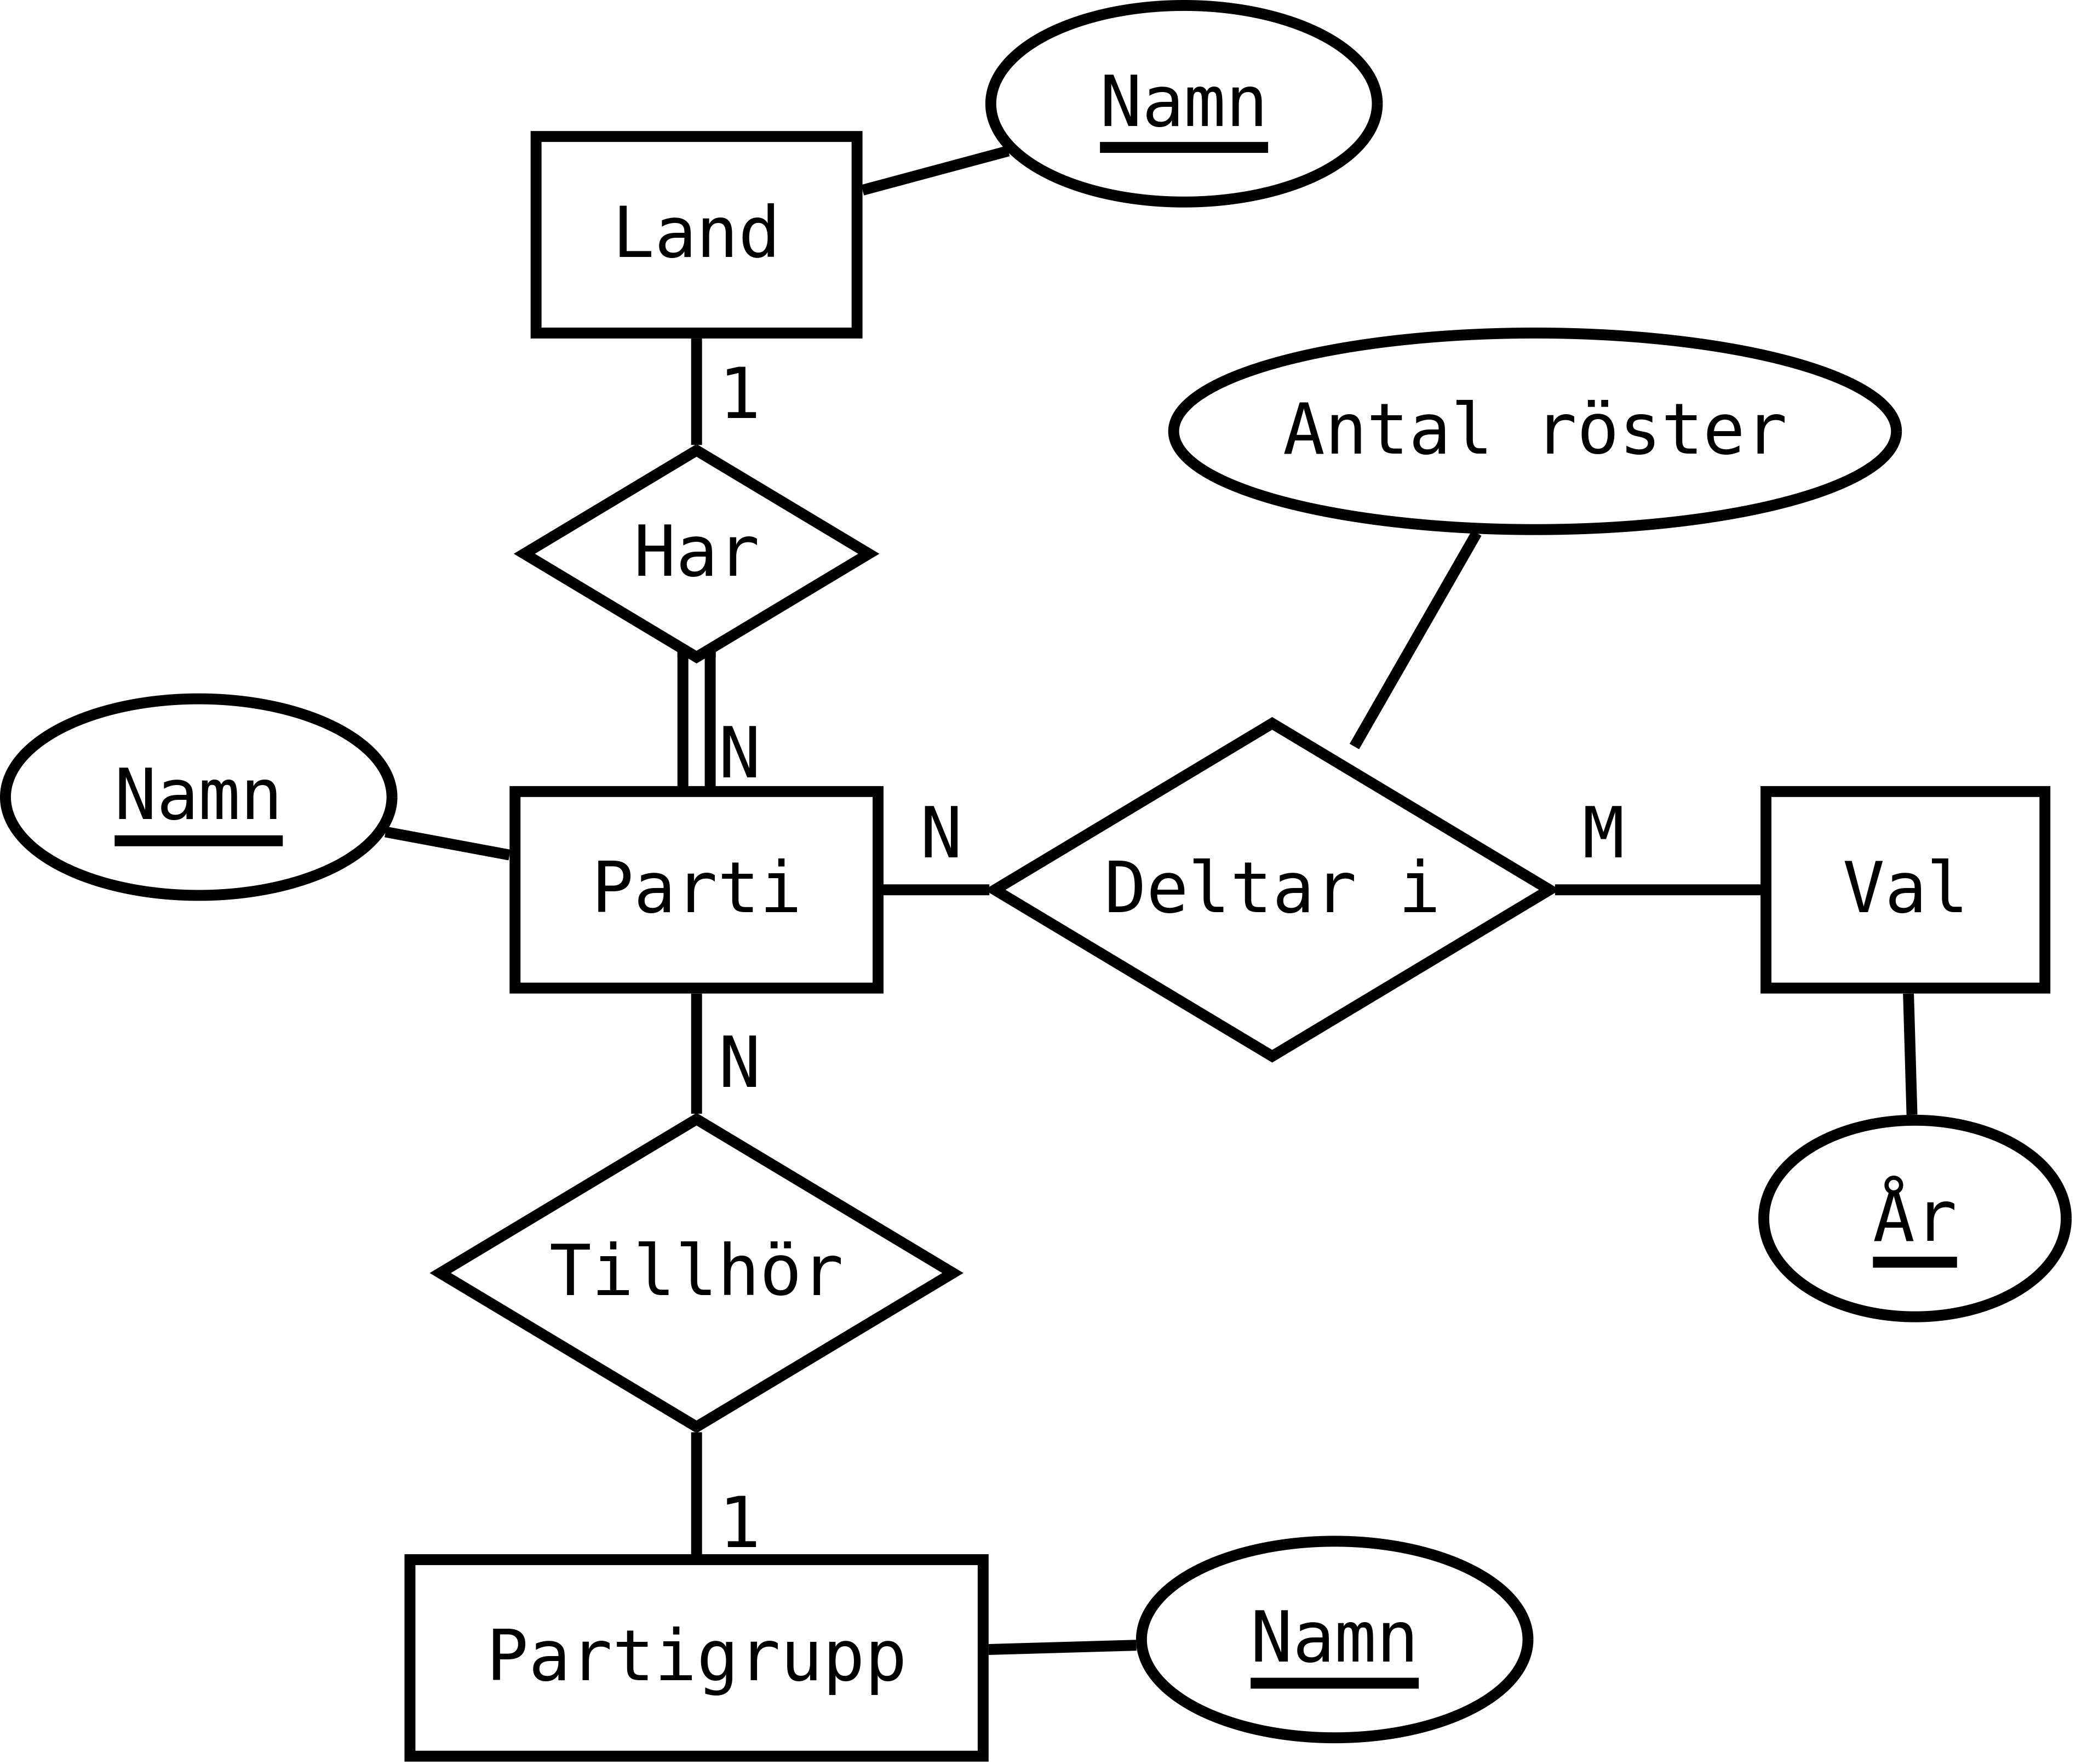 Namn
Land
1
Antal röster
Har
N
Namn
N
M
Parti
Deltar i
Val
N
År
Tillhör
1
Namn
Partigrupp